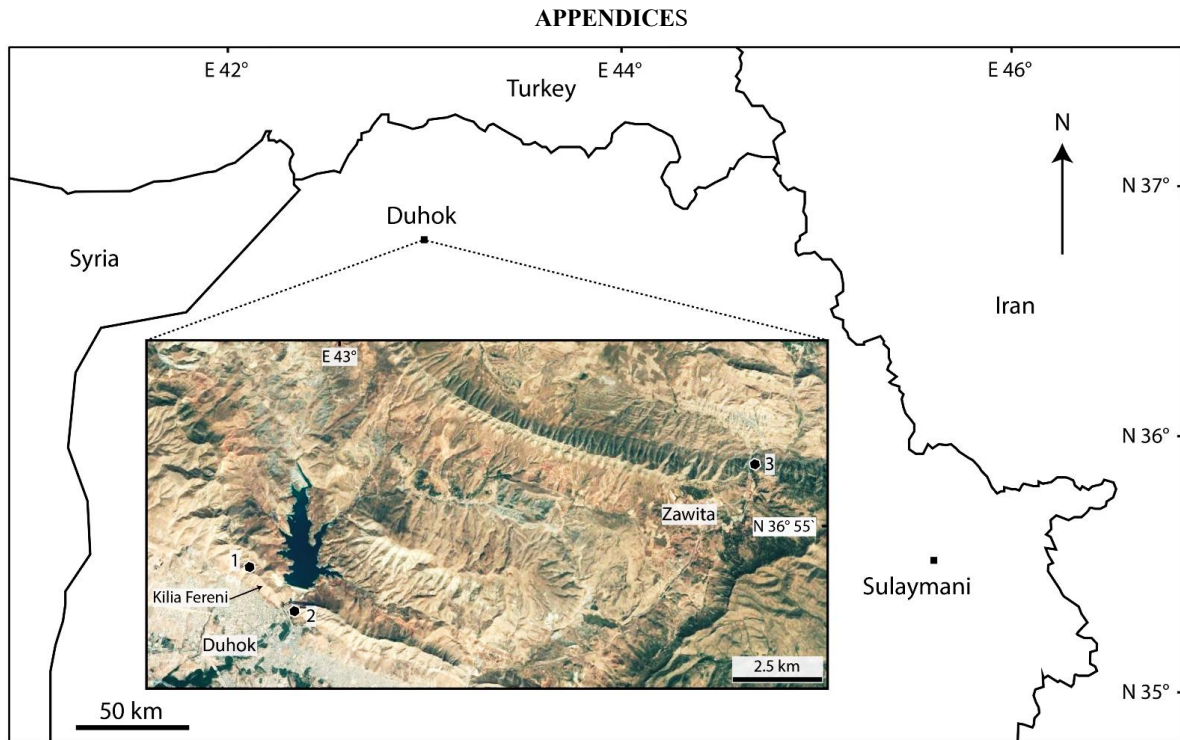 APPENDICES
E 42°
E 44°
E 46°
Turkey
N
N 37°
Duhok
Syria
Iran
E 43°
N 36°
3
Zawita
N 36° 55`
1
Kilia Fereni
2
Sulaymani
Duhok
2.5 km
N 35°
50 km